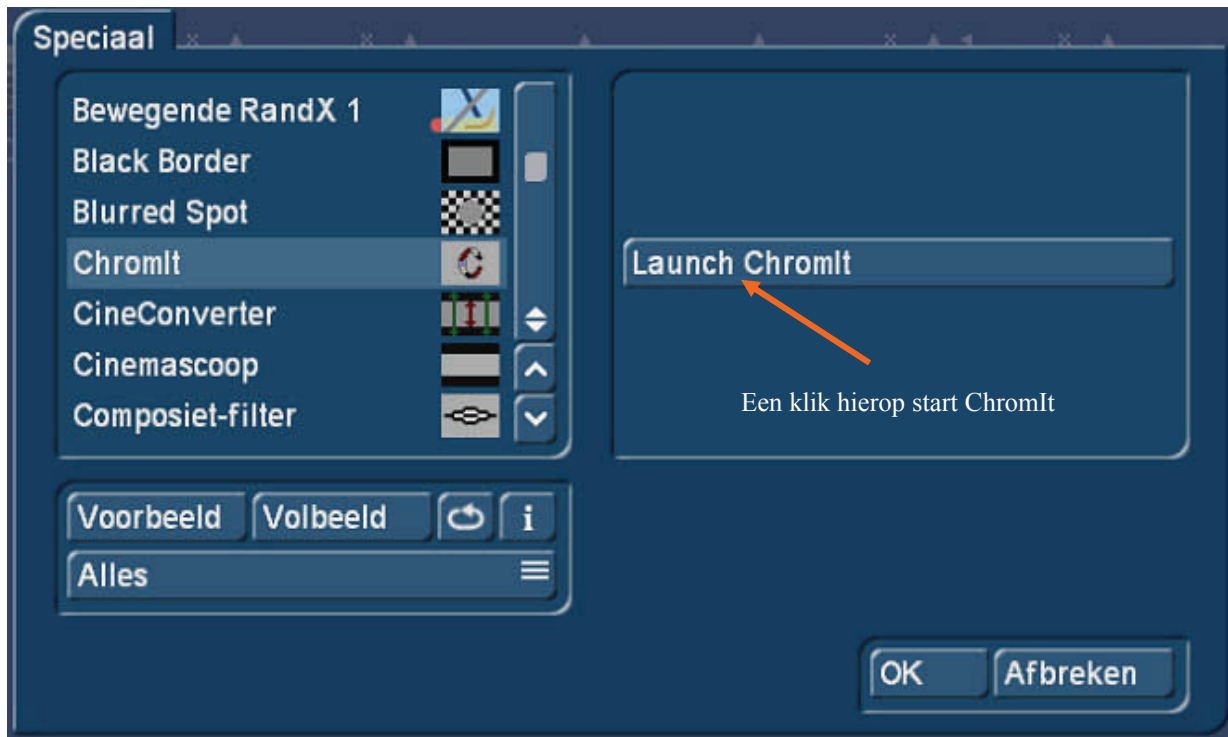 Speciaal
Bewegende RandX 1
Black Border
Blurred Spot
ChromIt
CineConverter
Cinemascoop
Composiet-filter
Launch ChromIt
Een klik hierop start ChromIt
Voorbeeld
Volbeeld
i
Alles
OK
Afbreken